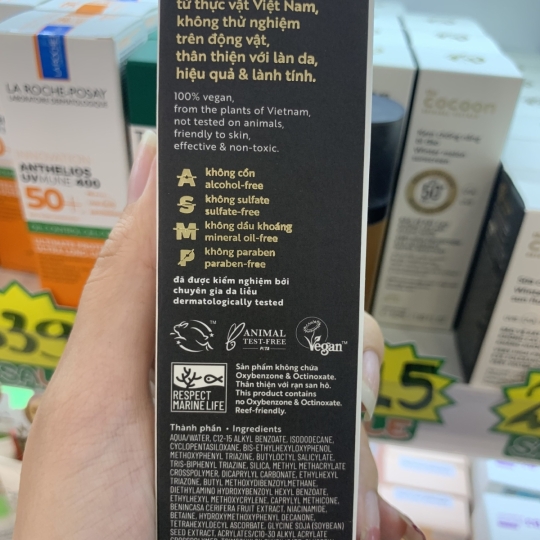 từ thực vật Việt Nam,
không thử nghiệm
trên động vật,
thân thiện với làn da,
hiệu quả & lành tính.
100% vegan,
from the plants of Vietnam,
not tested on animals,
friendly to skin,
effective & non-toxic.
A không cồn
alcohol-free
S không sulfate
sulfate-free
M không dầu khoáng
mineral oil-free
P không paraben
paraben-free
đã được kiểm nghiệm bởi
chuyên gia da liễu
dermatologically tested
ANIMAL
TEST-FREE
PETA
Vegan™
RESPECT
MARINE LIFE
Sản phẩm không chứa
Oxybenzone & Octinoxate.
Thân thiện với rạn san hô.
This product contains
no Oxybenzone & Octinoxate.
Reef-friendly.
Thành phần • Ingredients
AQUA/WATER, C12-15 ALKYL BENZOATE, ISODODECANE,
CYCLOPENTASILOXANE, BIS-ETHYLHEXYLOXYPHENOL
METHOXYPHENYL TRIAZINE, BUTYLOCTYL SALICYLATE,
TRIS-BIPHENYL TRIAZINE, SILICA, METHYL METHACRYLATE
CROSSPOLYMER, DICAPRYLYL CARBONATE, ETHYLHEXYL
TRIAZONE, BUTYL METHOXYDIBENZOYLMETHANE,
DIETHYLAMINO HYDROXYBENZOYL HEXYL BENZOATE,
ETHYLHEXYL METHOXYCRYLENE, CAPRYLYL METHICONE,
BENINCASA CERIFERA FRUIT EXTRACT, NIACINAMIDE,
BETAINE, HYDROXYMETHOXYPHENYL DECANONE,
TETRAHEXYLDECYL ASCORBATE, GLYCINE SOJA (SOYBEAN)
SEED EXTRACT, ACRYLATES/C10-30 ALKYL ACRYLATE
LA ROCHE-POSAY
LABORATOIRE DERMATOLOGIQUE
ANTHELIOS
UVMUNE 400
50+
39
cocoon
50+
.5